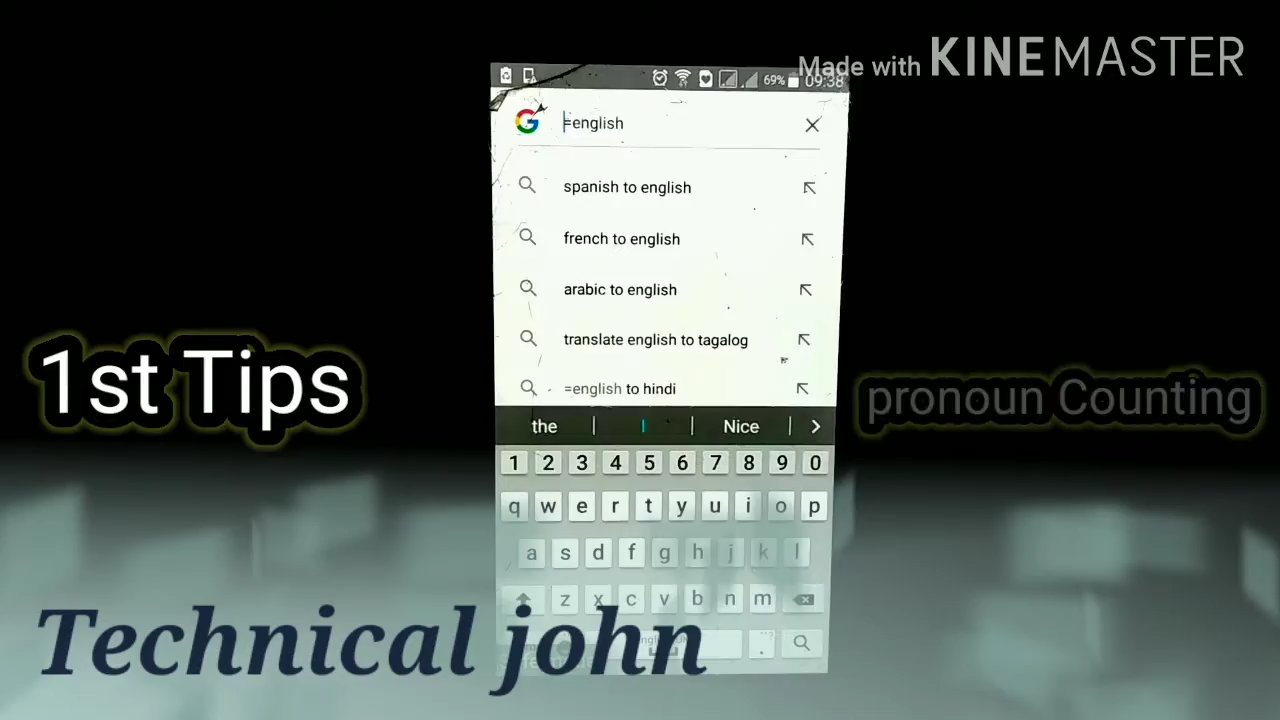 Made with KINEMASTER
69% 09:38
=english
spanish to english
french to english
arabic to english
translate english to tagalog
=english to hindi
1st Tips
pronoun Counting
the Nice
1 2 3 4 5 6 7 8 9 0
q w e r t y u i o p
a s d f g h j k l
z x c v b n m
Technical john